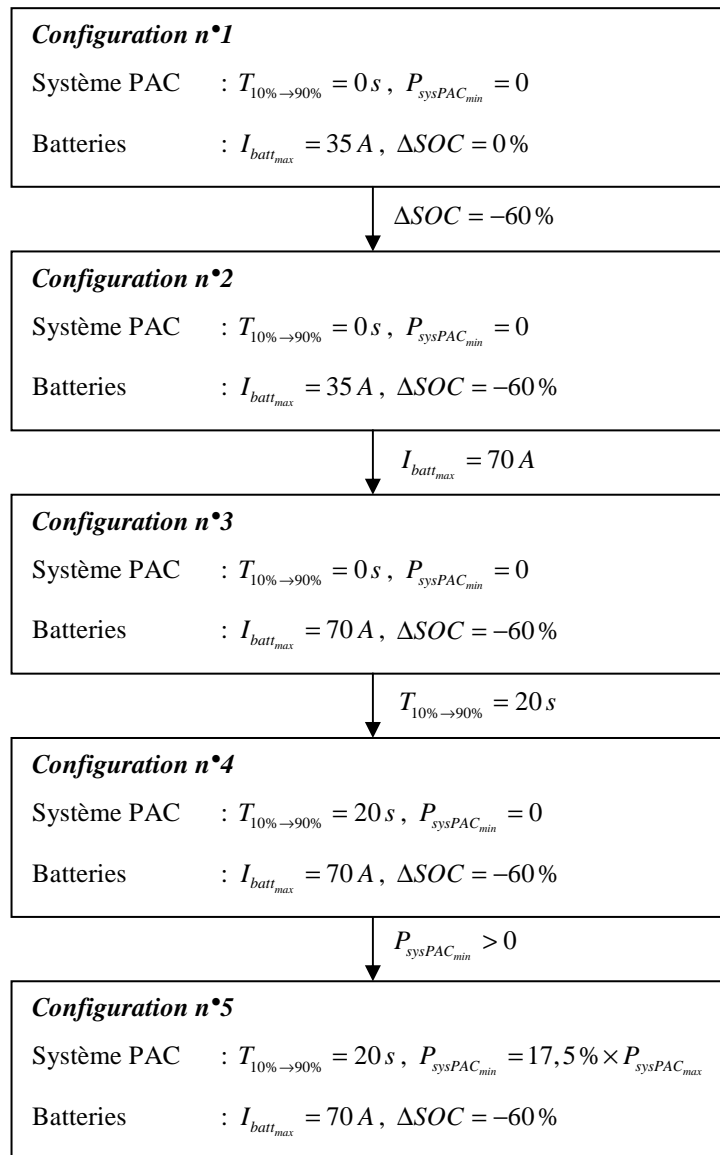 Configuration n°1
Système PAC : T10%→90% = 0 s , PsysPACmin = 0
Batteries : Ibattmax = 35 A , ΔSOC = 0 %
ΔSOC = −60 %
Configuration n°2
Système PAC : T10%→90% = 0 s , PsysPACmin = 0
Batteries : Ibattmax = 35 A , ΔSOC = −60 %
Ibattmax = 70 A
Configuration n°3
Système PAC : T10%→90% = 0 s , PsysPACmin = 0
Batteries : Ibattmax = 70 A , ΔSOC = −60 %
T10%→90% = 20 s
Configuration n°4
Système PAC : T10%→90% = 20 s , PsysPACmin = 0
Batteries : Ibattmax = 70 A , ΔSOC = −60 %
PsysPACmin > 0
Configuration n°5
Système PAC : T10%→90% = 20 s , PsysPACmin = 17,5 % × PsysPACmax
Batteries : Ibattmax = 70 A , ΔSOC = −60 %